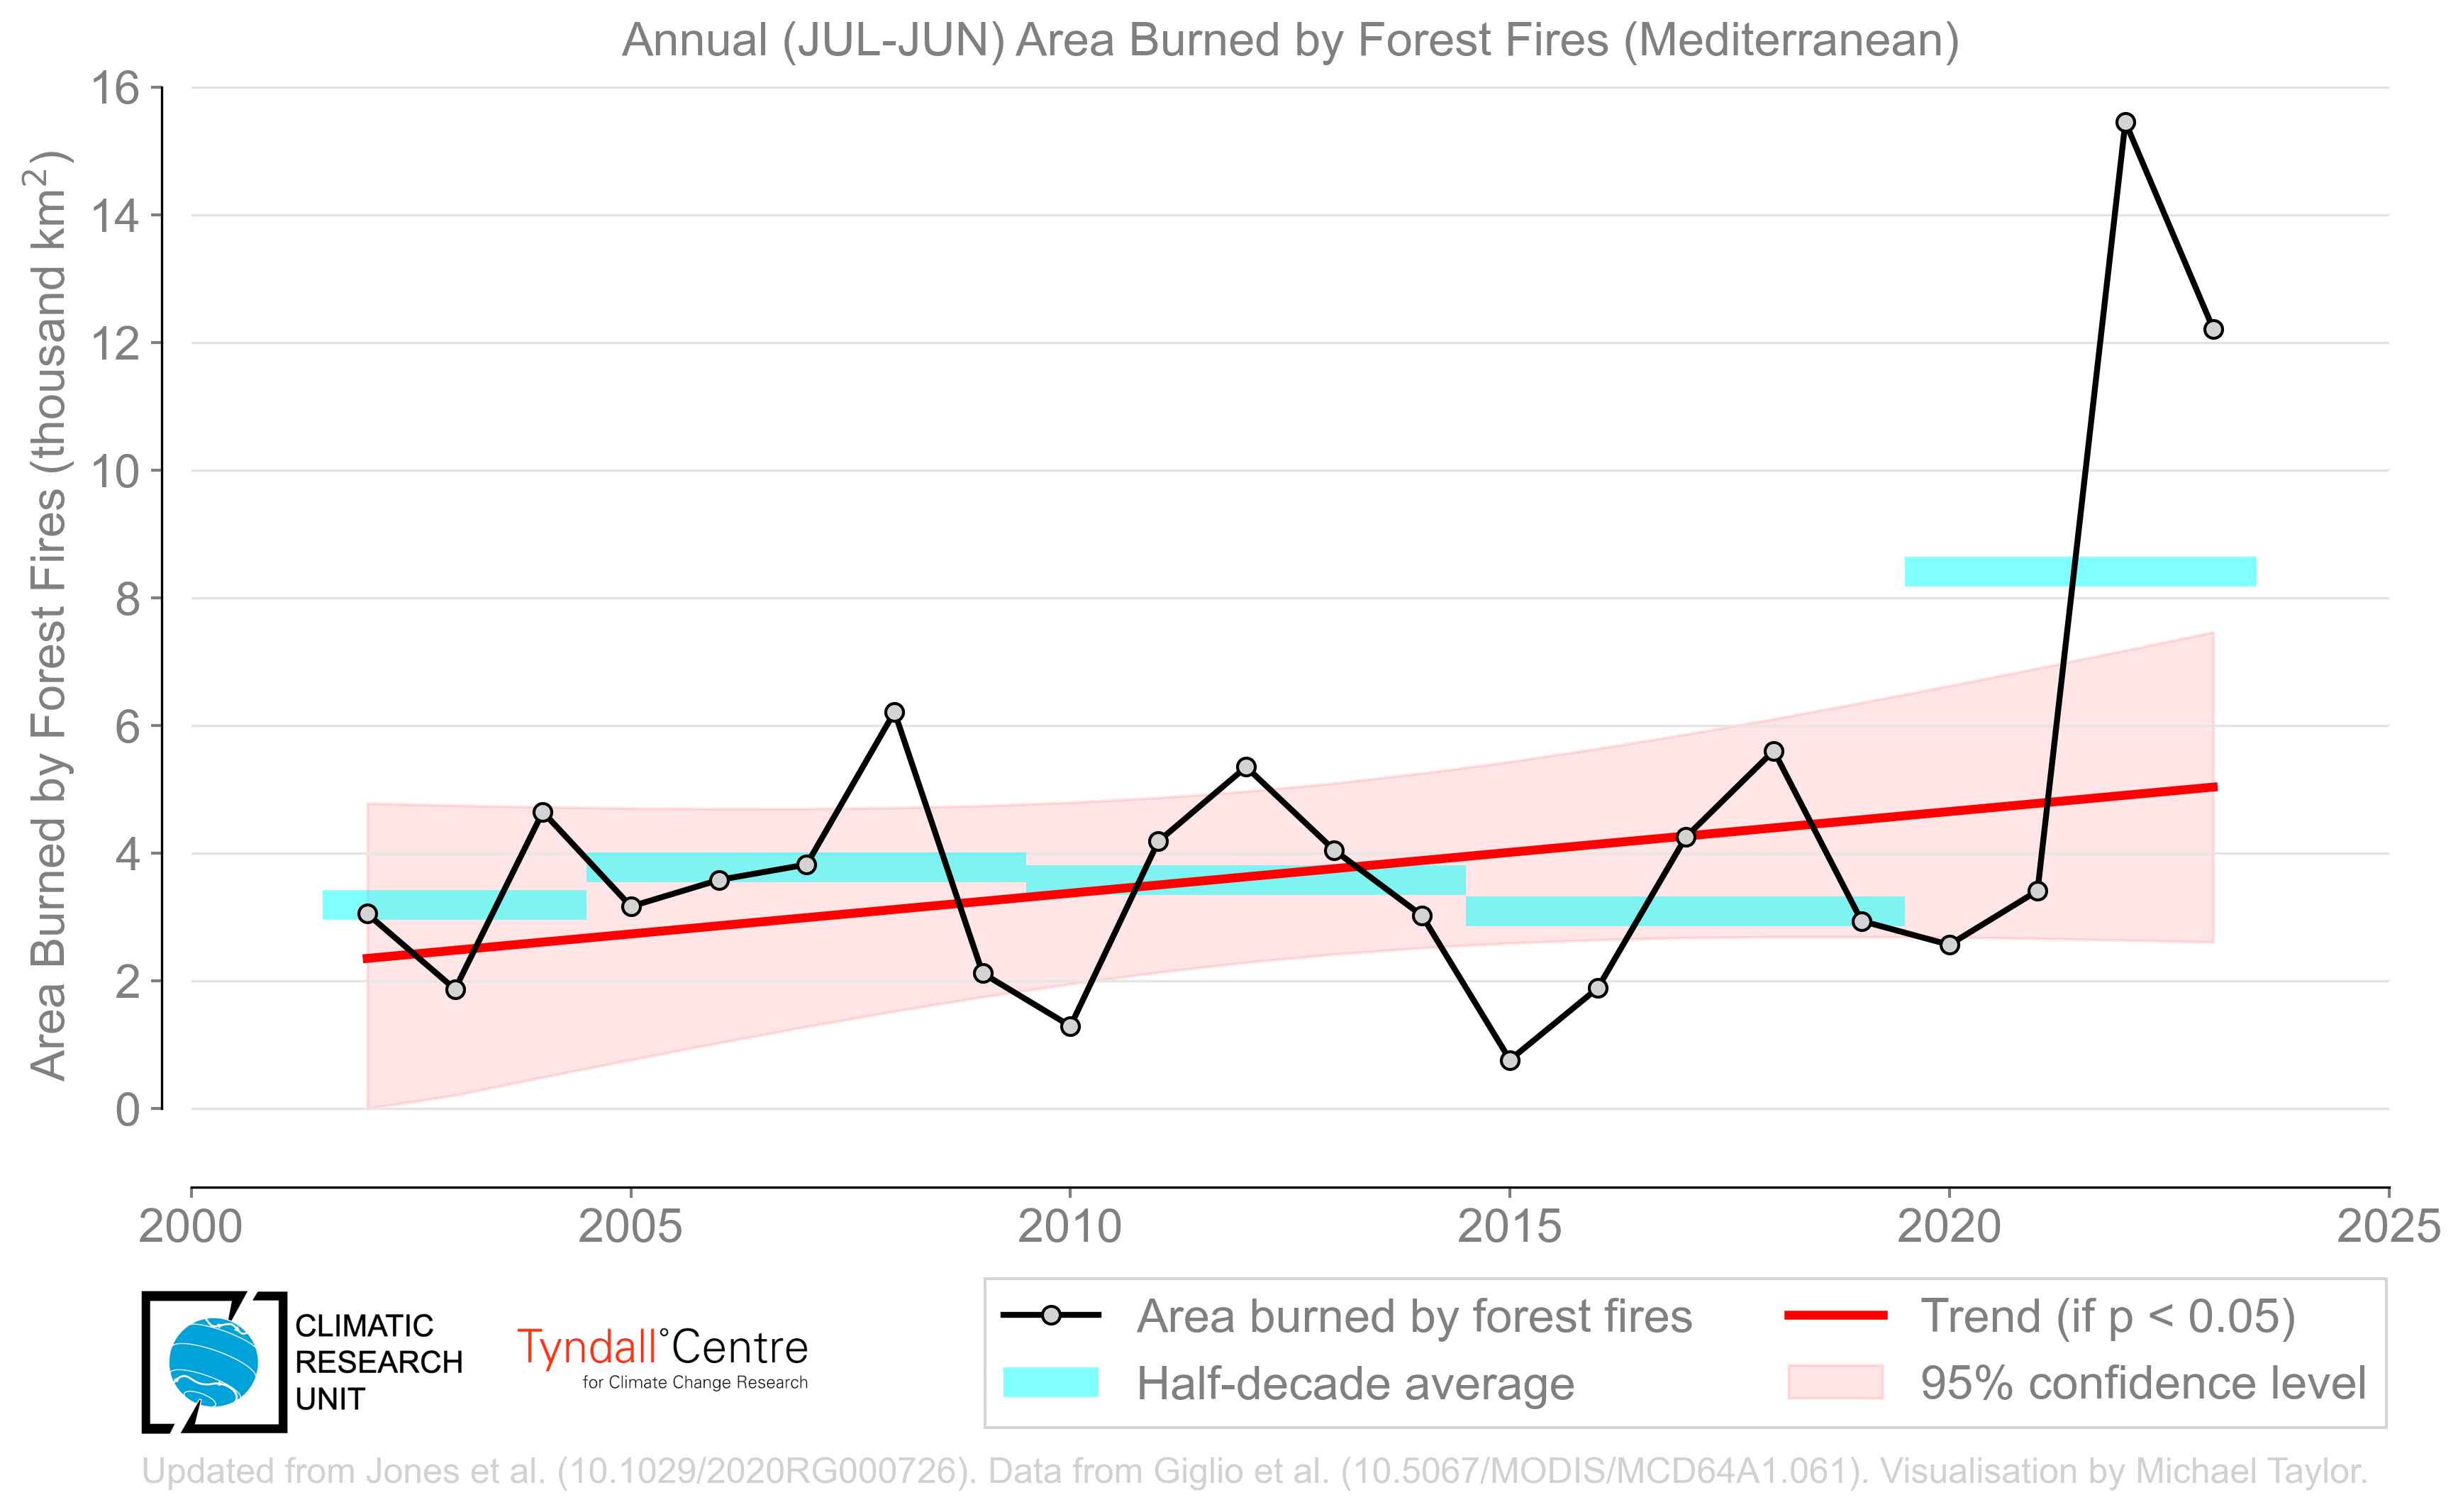 Annual (JUL-JUN) Area Burned by Forest Fires (Mediterranean)
Area Burned by Forest Fires (thousand km²)
16
14
12
10
8
6
4
2
0
2000 2005 2010 2015 2020 2025
CLIMATIC
RESEARCH
UNIT
Tyndall°Centre
for Climate Change Research
Area burned by forest fires
Half-decade average
Trend (if p < 0.05)
95% confidence level
Updated from Jones et al. (10.1029/2020RG000726). Data from Giglio et al. (10.5067/MODIS/MCD64A1.061). Visualisation by Michael Taylor.